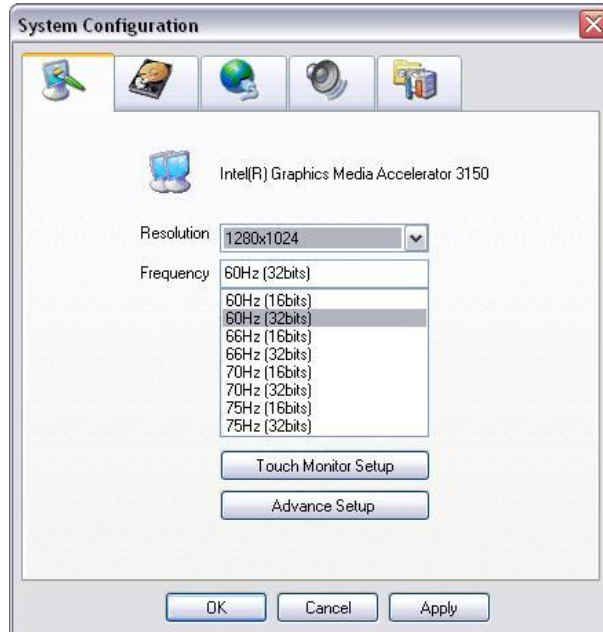 System Configuration
Intel(R) Graphics Media Accelerator 3150
Resolution 1280x1024
Frequency 60Hz (32bits)
60Hz (16bits)
60Hz (32bits)
66Hz (16bits)
66Hz (32bits)
70Hz (16bits)
70Hz (32bits)
75Hz (16bits)
75Hz (32bits)
Touch Monitor Setup
Advance Setup
OK Cancel Apply